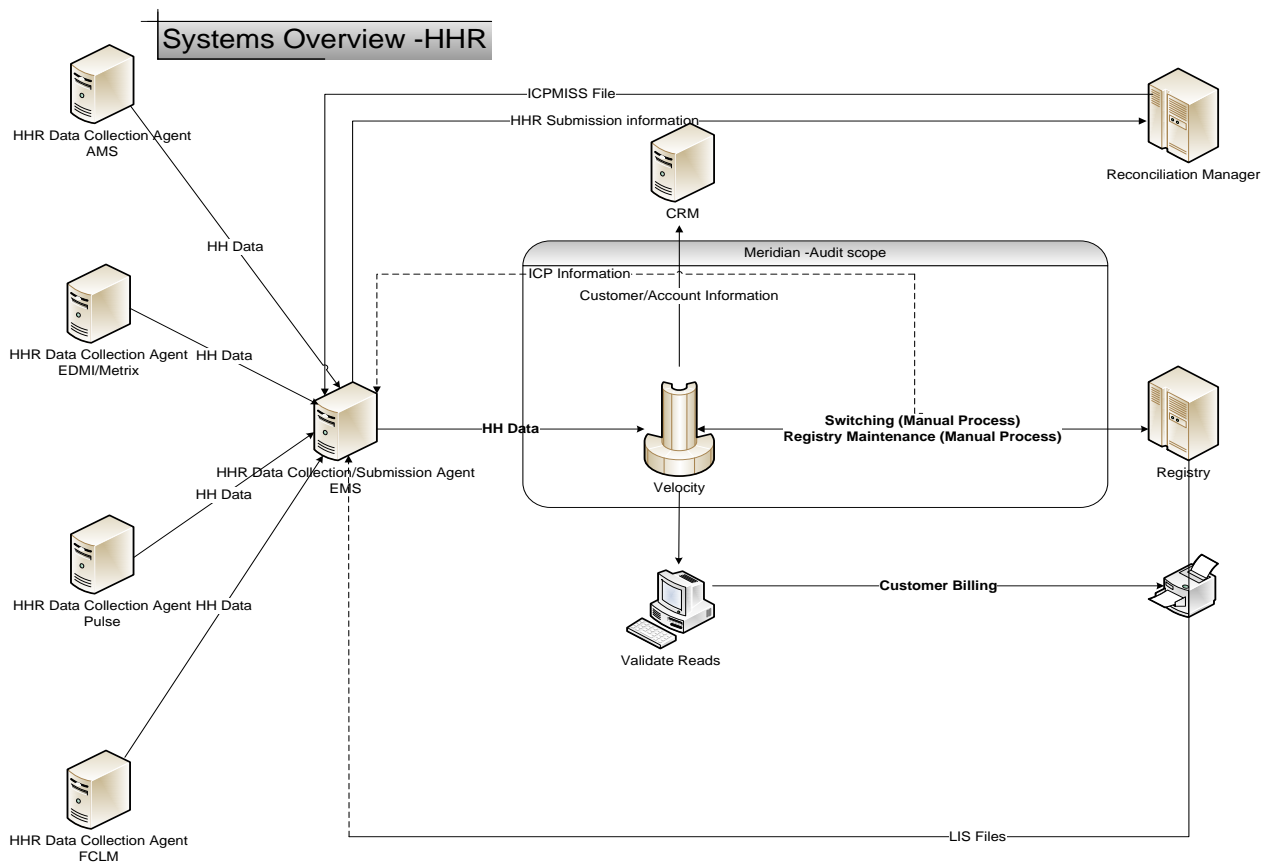 Systems Overview -HHR
HHR Data Collection Agent
AMS
ICPMISS File
HHR Submission information
CRM
Reconciliation Manager
HH Data
Meridian -Audit scope
ICP Information
Customer/Account Information
HHR Data Collection Agent
EDMI/Metrix
HH Data
HH Data
Switching (Manual Process)
Registry Maintenance (Manual Process)
HHR Data Collection/Submission Agent
EMS
Velocity
Registry
HH Data
HHR Data Collection Agent
Pulse
HH Data
Customer Billing
Validate Reads
LIS Files
HHR Data Collection Agent
FCLM